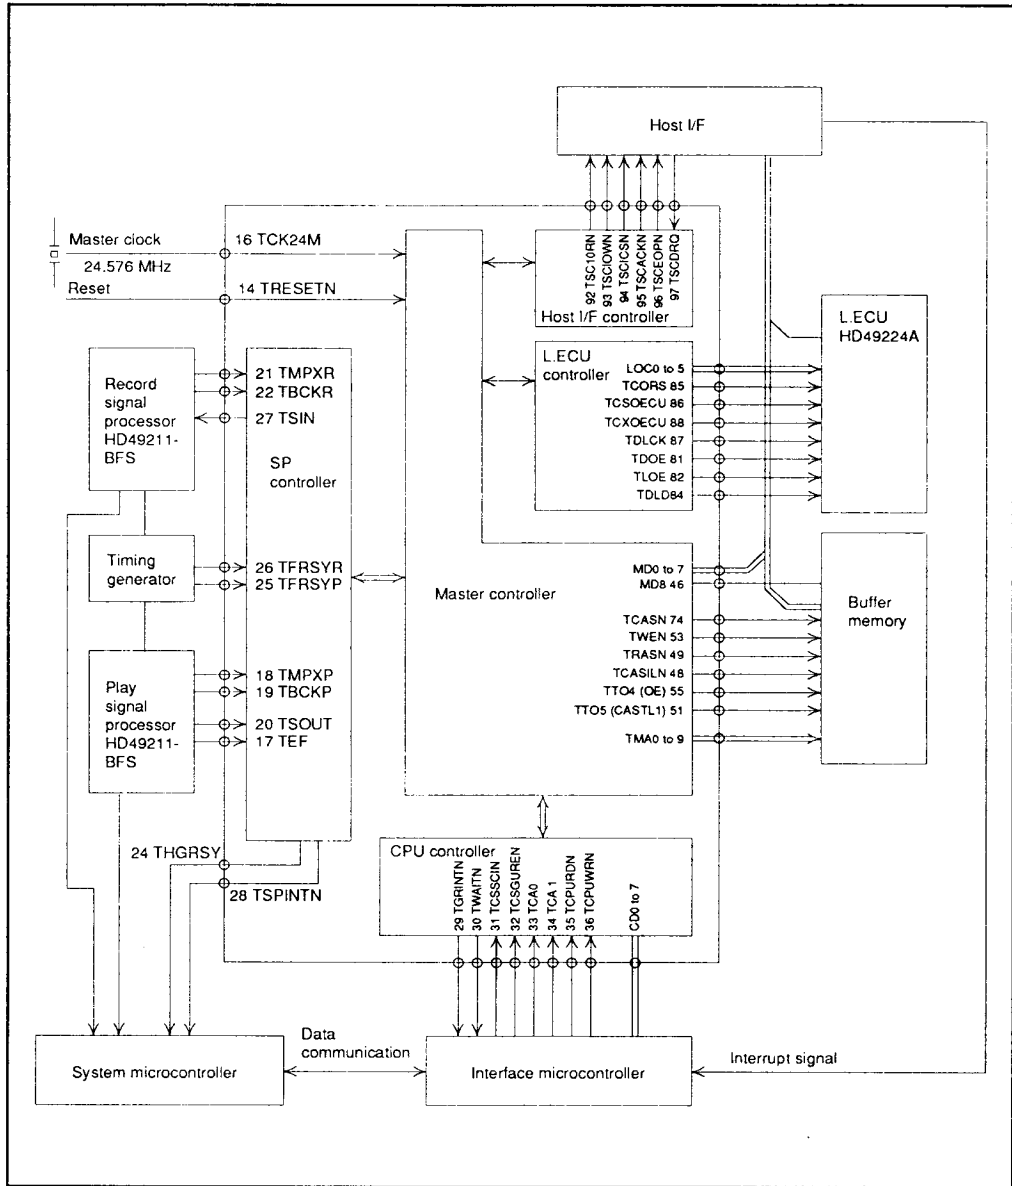 Host I/F
Master clock
24.576 MHz
Reset
16 TCK24M
14 TRESETN
92 TSC10RN
93 TSCIOWN
94 TSCICSN
95 TSCACKN
96 TSCEOPN
97 TSCDRQ
Host I/F controller
L.ECU
HD49224A
L.ECU
controller
LOC0 to 5
TCORS 85
TCSOECU 86
TCXOECU 88
TDLCK 87
TDOE 81
TLOE 82
TDLD84
Record
signal
processor
HD49211-
BFS
21 TMPXR
22 TBCKR
27 TSIN
SP
controller
Timing
generator
26 TFRSYR
25 TFRSYP
Master controller
MD0 to 7
MD8 46
TCASN 74
TWEN 53
TRASN 49
TCASILN 48
TTO4 (OE) 55
TTO5 (CASTL1) 51
TMA0 to 9
Buffer
memory
Play
signal
processor
HD49211-
BFS
18 TMPXP
19 TBCKP
20 TSOUT
17 TEF
24 THGRSY
28 TSPINTN
CPU controller
29 TGRINTN
30 TWAITN
31 TCSSCIN
32 TCSGUREN
33 TCA0
34 TCA 1
35 TCPURDN
36 TCPUWRN
CD0 to 7
System microcontroller
Data
communication
Interface microcontroller
Interrupt signal